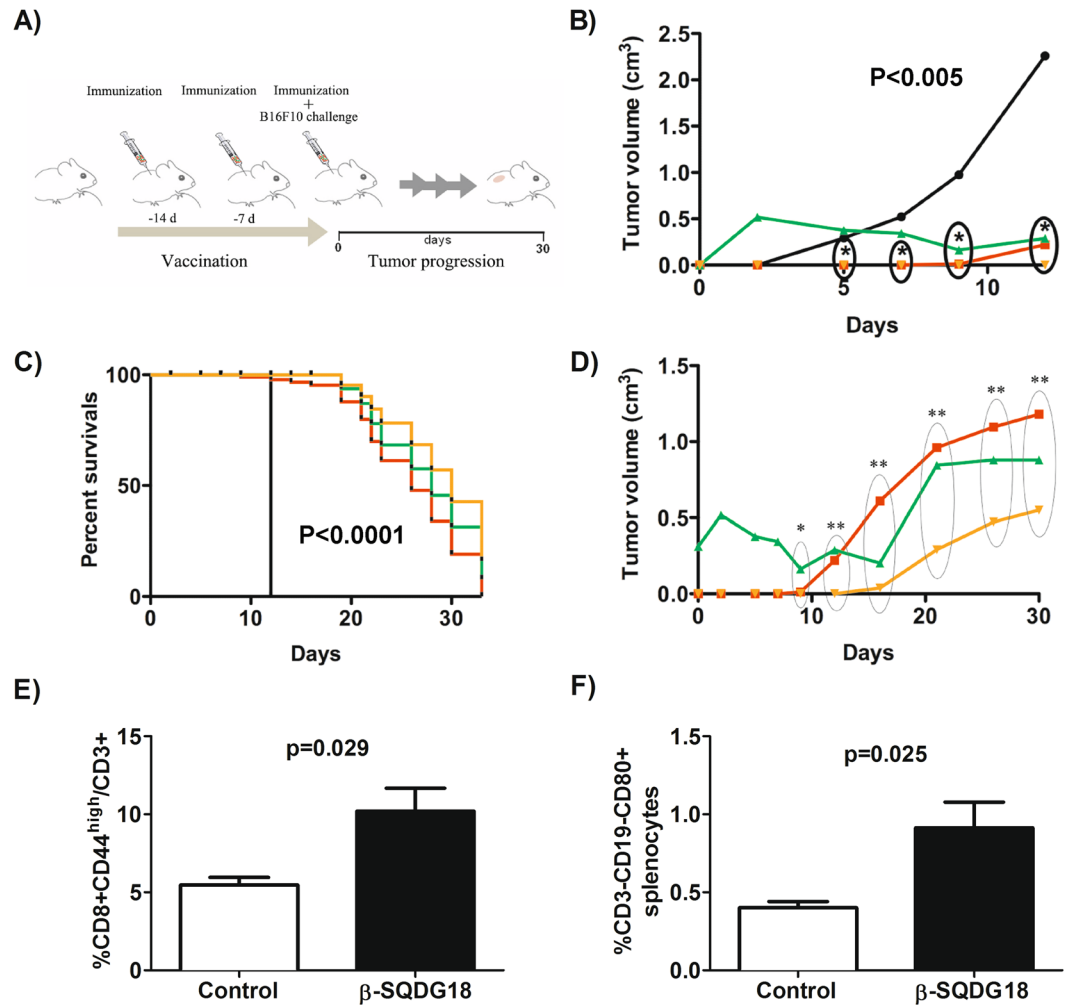 A)
Immunization Immunization Immunization
+
B16F10 challenge
-14 d -7 d
0 days 30
Vaccination Tumor progression
B)
Tumor volume (cm³)
2.5
2.0
1.5
1.0
0.5
0.0
P<0.005
* * * *
0 5 10
Days
C)
Percent survivals
100
50
0
P<0.0001
0 10 20 30
Days
D)
Tumor volume (cm³)
1.5
1.0
0.5
0.0
* ** ** ** ** **
0 10 20 30
Days
E)
%CD8+CD44high/CD3+
15
10
5
0
p=0.029
Control β-SQDG18
F)
%CD3-CD19-CD80+
splenocytes
1.5
1.0
0.5
0.0
p=0.025
Control β-SQDG18